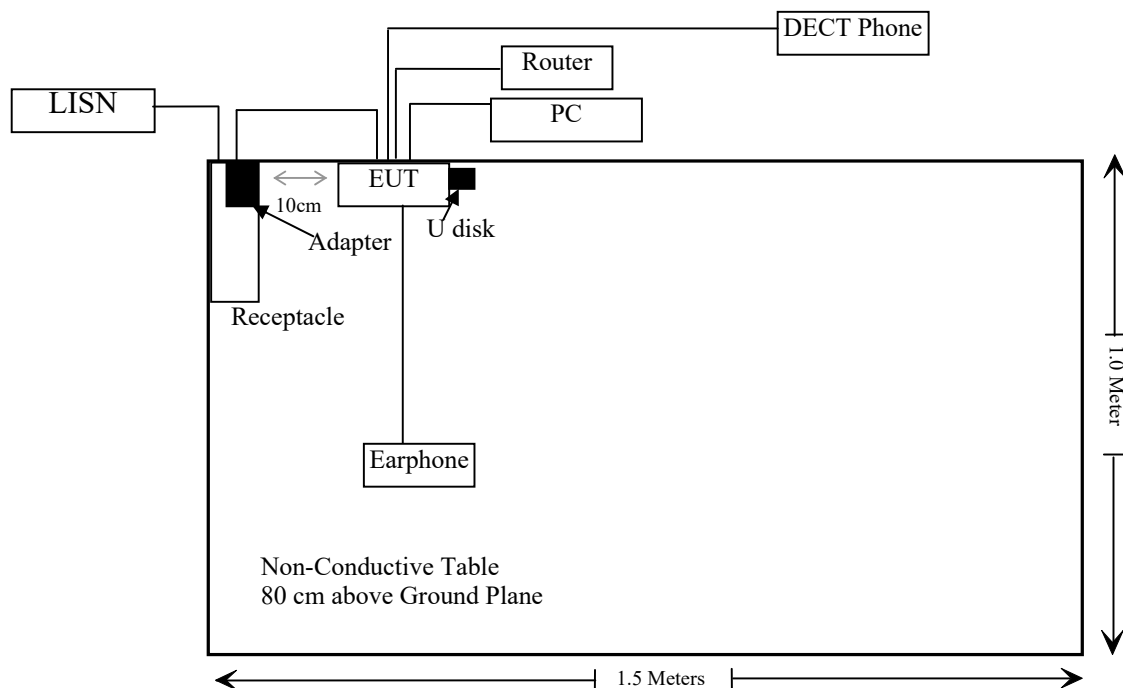 DECT Phone
Router
LISN
PC
EUT
10cm
U disk
Adapter
Receptacle
1.0 Meter
Earphone
Non-Conductive Table
80 cm above Ground Plane
1.5 Meters